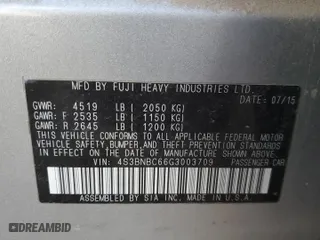 MFD BY FUJI HEAVY INDUSTRIES LTD.
DATE: 07/15
GVWR: 4519 LB ( 2050 KG)
GAWR: F 2535 LB ( 1150 KG)
GAWR: R 2645 LB ( 1200 KG)
THIS VEHICLE CONFORMS TO ALL APPLICABLE
FEDERAL MOTOR VEHICLE
SAFETY, BUMPER, AND THEFT
PREVENTION STANDARDS
IN EFFECT ON THE DATE OF
MANUFACTURE SHOWN ABOVE.
VIN: 4S3BNBC66G3003709
PASSENGER CAR
ASSEMBLED BY SIA INC. MADE IN U.S.A.
© DREAMBID.COM